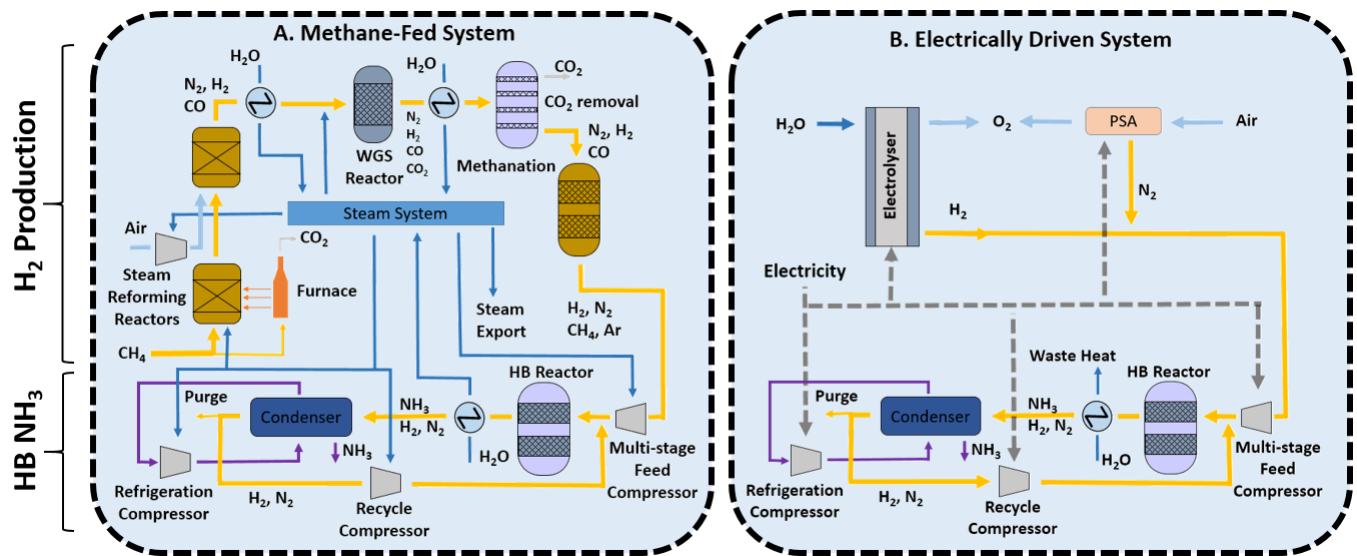 H₂ Production
HB NH₃
A. Methane-Fed System
H₂O
H₂O
CO₂
N₂, H₂
CO
CO₂ removal
N₂, H₂
CO
WGS
Reactor
N₂
H₂
CO
CO₂
Methanation
Steam System
Air
CO₂
Steam
Reforming
Reactors
Furnace
Steam
Export
H₂, N₂
CH₄, Ar
CH₄
HB Reactor
Purge
Condenser
NH₃
H₂, N₂
NH₃
H₂O
Multi-stage
Feed
Compressor
Refrigeration
Compressor
H₂, N₂
Recycle
Compressor
B. Electrically Driven System
H₂O
Electrolyser
O₂
PSA
Air
N₂
H₂
Electricity
Waste Heat
HB Reactor
Purge
Condenser
NH₃
H₂, N₂
NH₃
H₂O
Multi-stage
Feed
Compressor
Refrigeration
Compressor
H₂, N₂
Recycle
Compressor